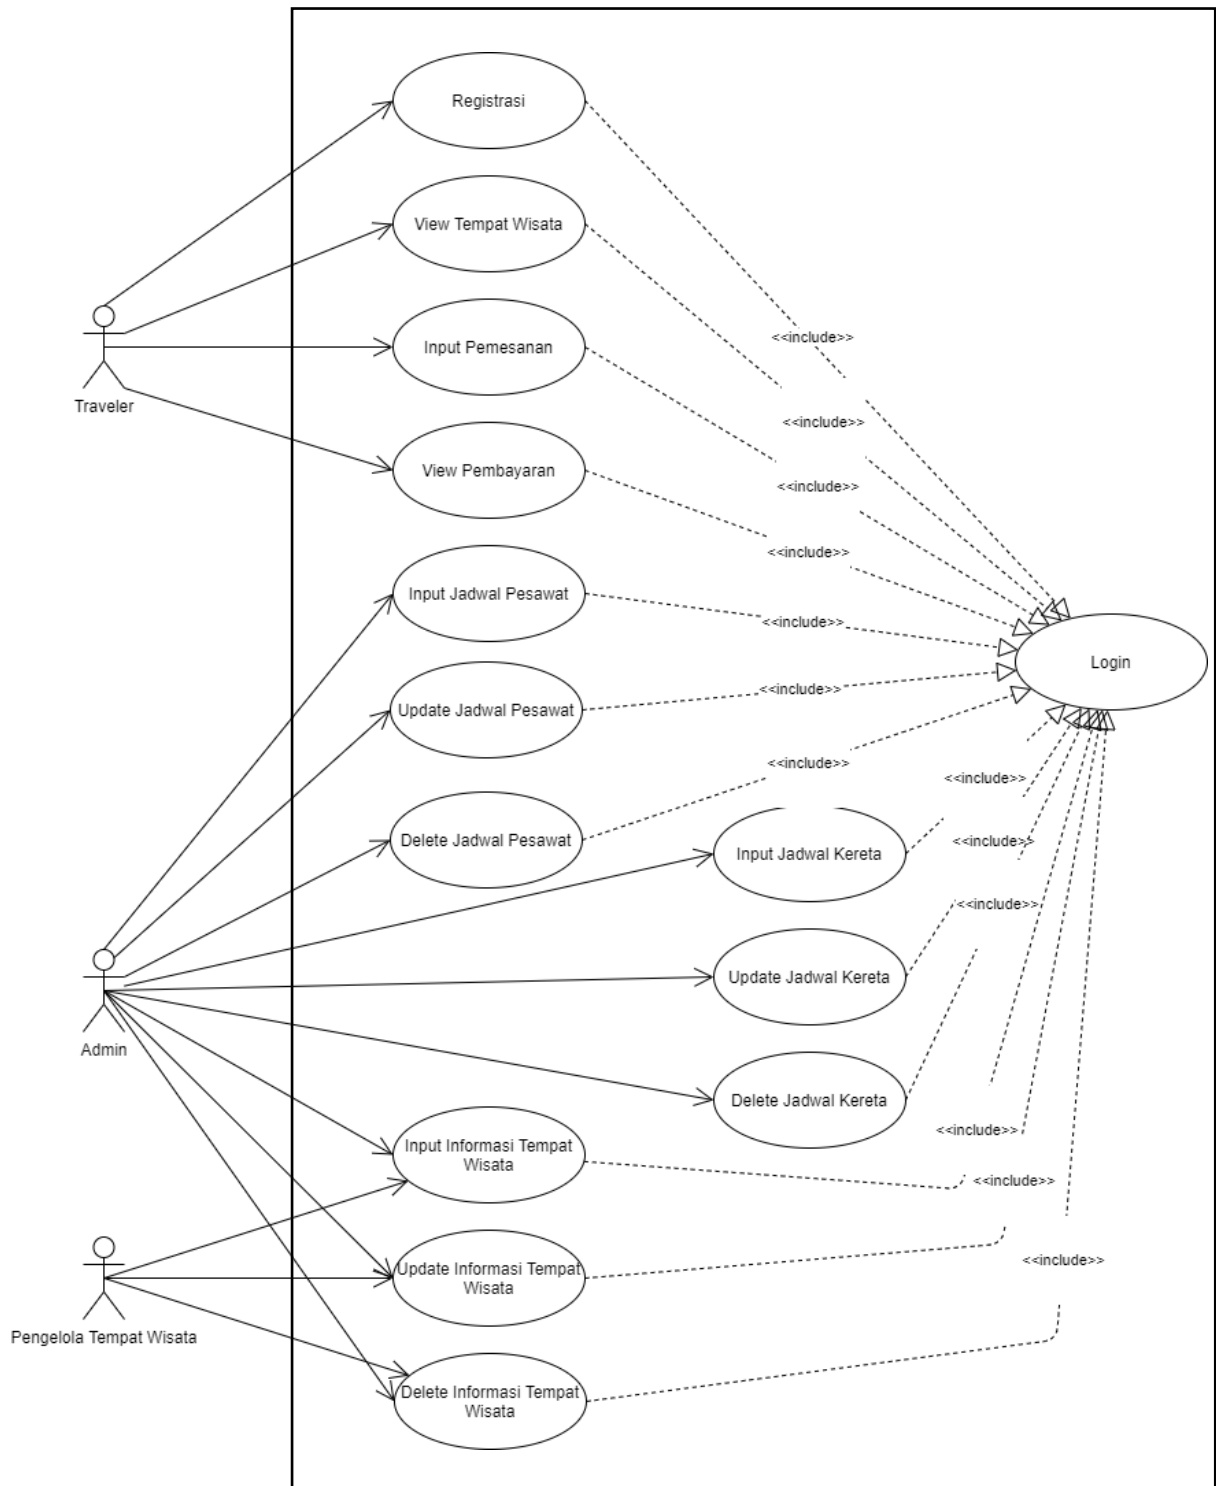 Registrasi
View Tempat Wisata
<<include>>
Input Pemesanan
Traveler
<<include>>
View Pembayaran
<<include>>
<<include>>
Input Jadwal Pesawat
<<include>>
Login
Update Jadwal Pesawat
<<include>>
<<include>>
<<include>>
Delete Jadwal Pesawat
Input Jadwal Kereta
<<include>>
<<include>>
Update Jadwal Kereta
Admin
Delete Jadwal Kereta
<<include>>
Input Informasi Tempat
Wisata
<<include>>
<<include>>
Update Informasi Tempat
Wisata
Pengelola Tempat Wisata
Delete Informasi Tempat
Wisata